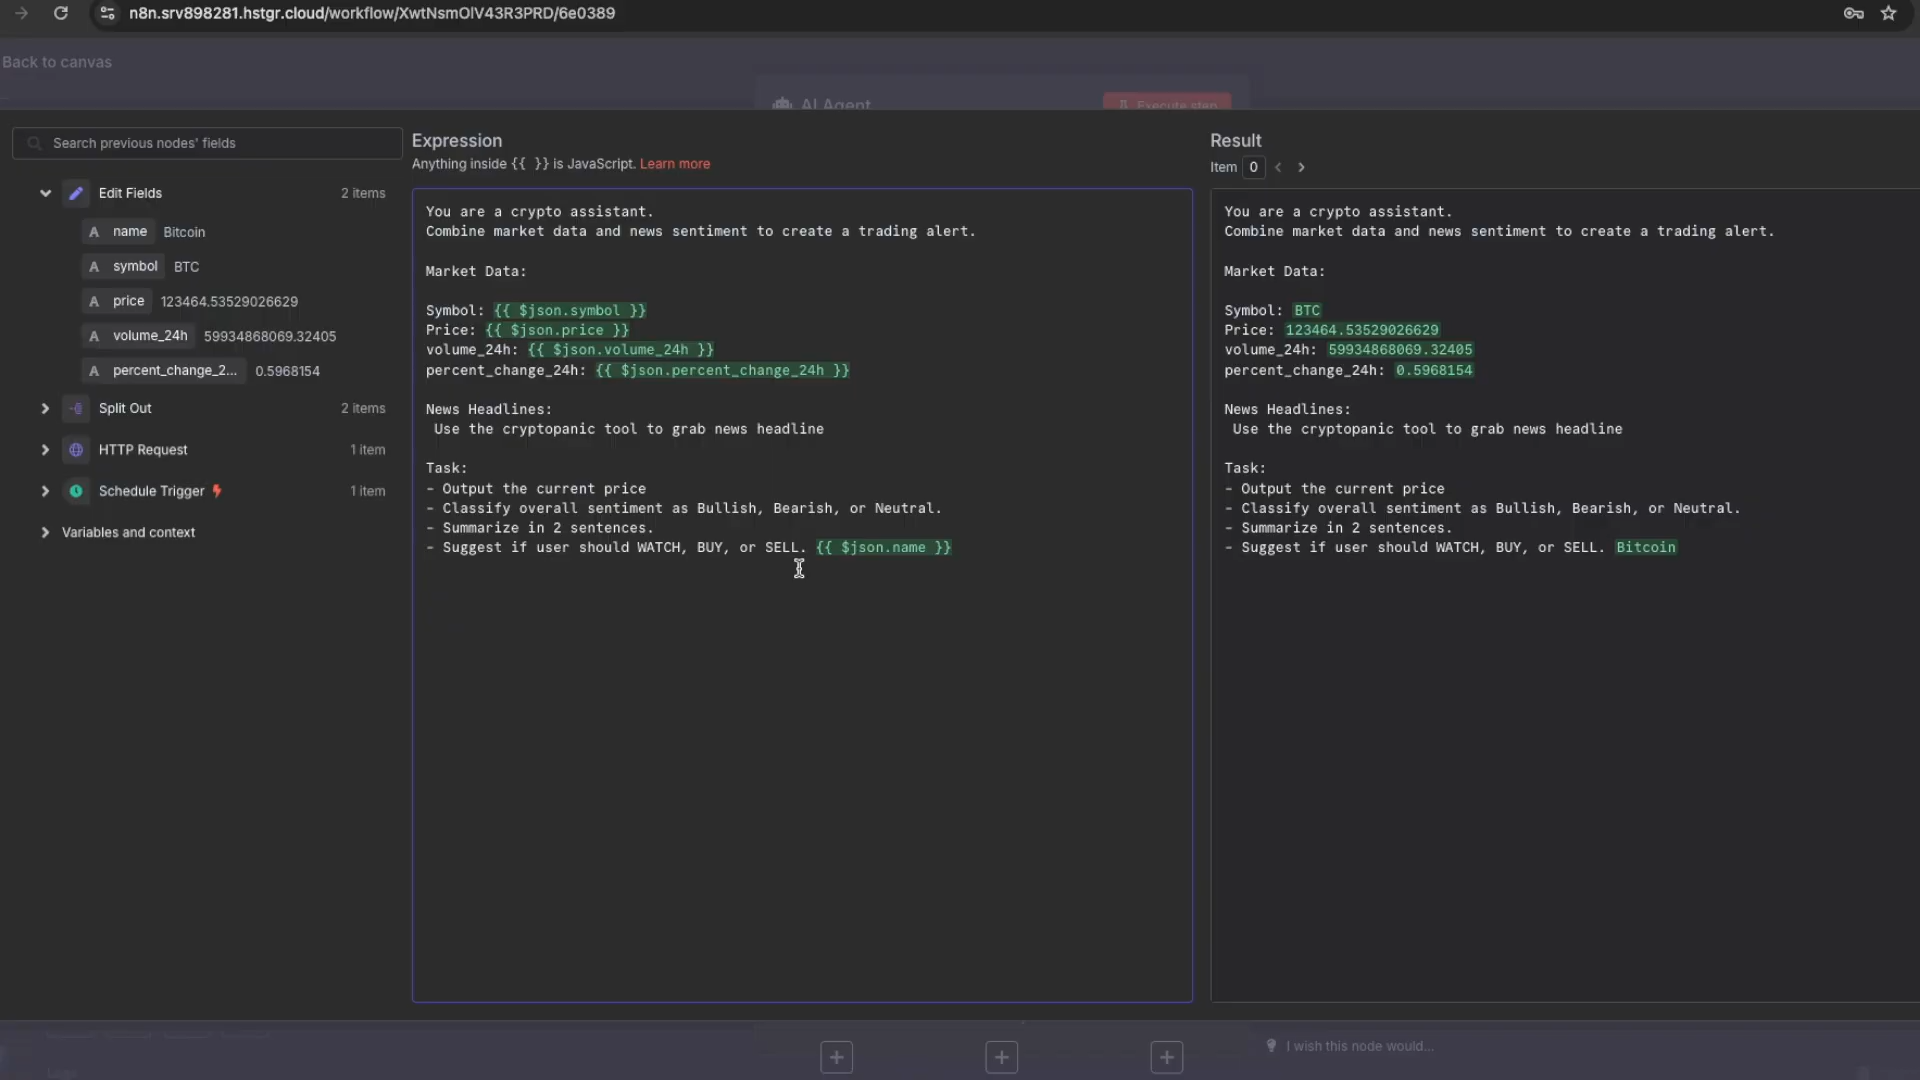 n8n.srv898281.hstgr.cloud/workflow/XwtNsmOlV43R3PRD/6e0389
Back to canvas
AI Agent
Execute step
Search previous nodes' fields
Edit Fields 2 items
A name Bitcoin
A symbol BTC
A price 123464.53529026629
A volume_24h 59934868069.32405
A percent_change_2... 0.5968154
Split Out 2 items
HTTP Request 1 item
Schedule Trigger 1 item
Variables and context
Expression
Anything inside {{ }} is JavaScript. Learn more
You are a crypto assistant.
Combine market data and news sentiment to create a trading alert.
Market Data:
Symbol: {{ $json.symbol }}
Price: {{ $json.price }}
volume_24h: {{ $json.volume_24h }}
percent_change_24h: {{ $json.percent_change_24h }}
News Headlines:
Use the cryptopanic tool to grab news headline
Task:
- Output the current price
- Classify overall sentiment as Bullish, Bearish, or Neutral.
- Summarize in 2 sentences.
- Suggest if user should WATCH, BUY, or SELL. {{ $json.name }}
Result
Item 0
You are a crypto assistant.
Combine market data and news sentiment to create a trading alert.
Market Data:
Symbol: BTC
Price: 123464.53529026629
volume_24h: 59934868069.32405
percent_change_24h: 0.5968154
News Headlines:
Use the cryptopanic tool to grab news headline
Task:
- Output the current price
- Classify overall sentiment as Bullish, Bearish, or Neutral.
- Summarize in 2 sentences.
- Suggest if user should WATCH, BUY, or SELL. Bitcoin
I wish this node would...
Logs